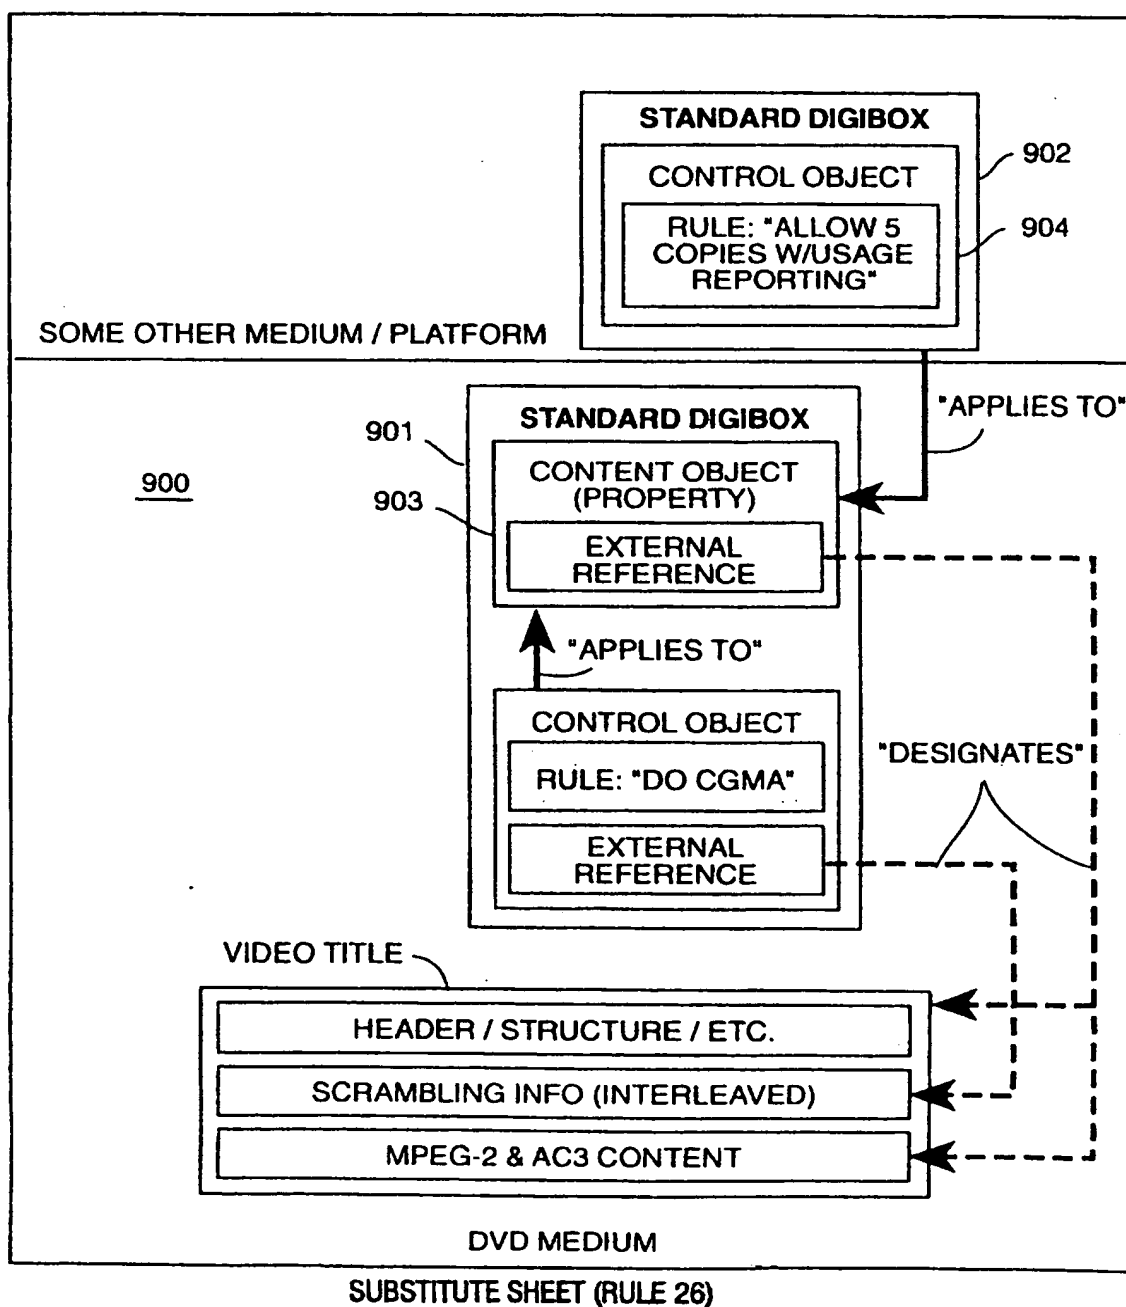 STANDARD DIGIBOX
902
CONTROL OBJECT
RULE: "ALLOW 5
COPIES W/USAGE
REPORTING"
904
SOME OTHER MEDIUM / PLATFORM
"APPLIES TO"
STANDARD DIGIBOX
901
CONTENT OBJECT
(PROPERTY)
900
903
EXTERNAL
REFERENCE
"APPLIES TO"
CONTROL OBJECT
"DESIGNATES"
RULE: "DO CGMA"
EXTERNAL
REFERENCE
VIDEO TITLE
HEADER / STRUCTURE / ETC.
SCRAMBLING INFO (INTERLEAVED)
MPEG-2 & AC3 CONTENT
DVD MEDIUM
SUBSTITUTE SHEET (RULE 26)